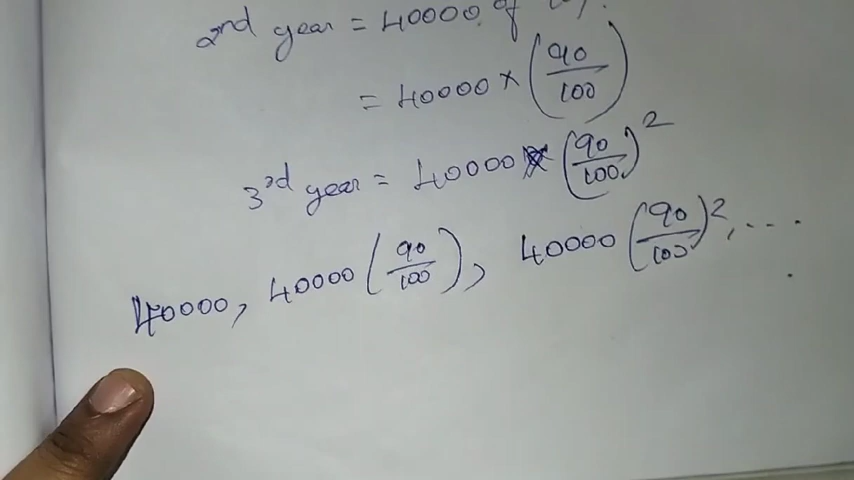 2nd year = 40000 of
= 40000 × (90/100)
3rd year = 40000 × (90/100)²
40000, 40000 (90/100), 40000 (90/100)², ....